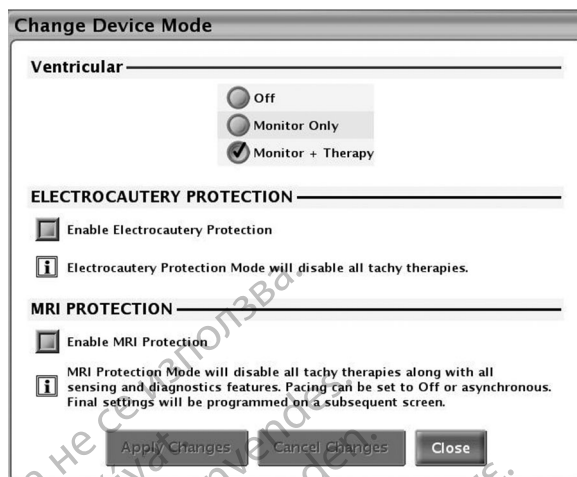 Change Device Mode
Ventricular
Off
Monitor Only
Monitor + Therapy
ELECTROCAUTERY PROTECTION
Enable Electrocautery Protection
Electrocautery Protection Mode will disable all tachy therapies.
MRI PROTECTION
Enable MRI Protection
MRI Protection Mode will disable all tachy therapies along with all
sensing and diagnostics features. Pacing can be set to Off or asynchronous.
Final settings will be programmed on a subsequent screen.
Apply Changes Cancel Changes Close
не се използва.